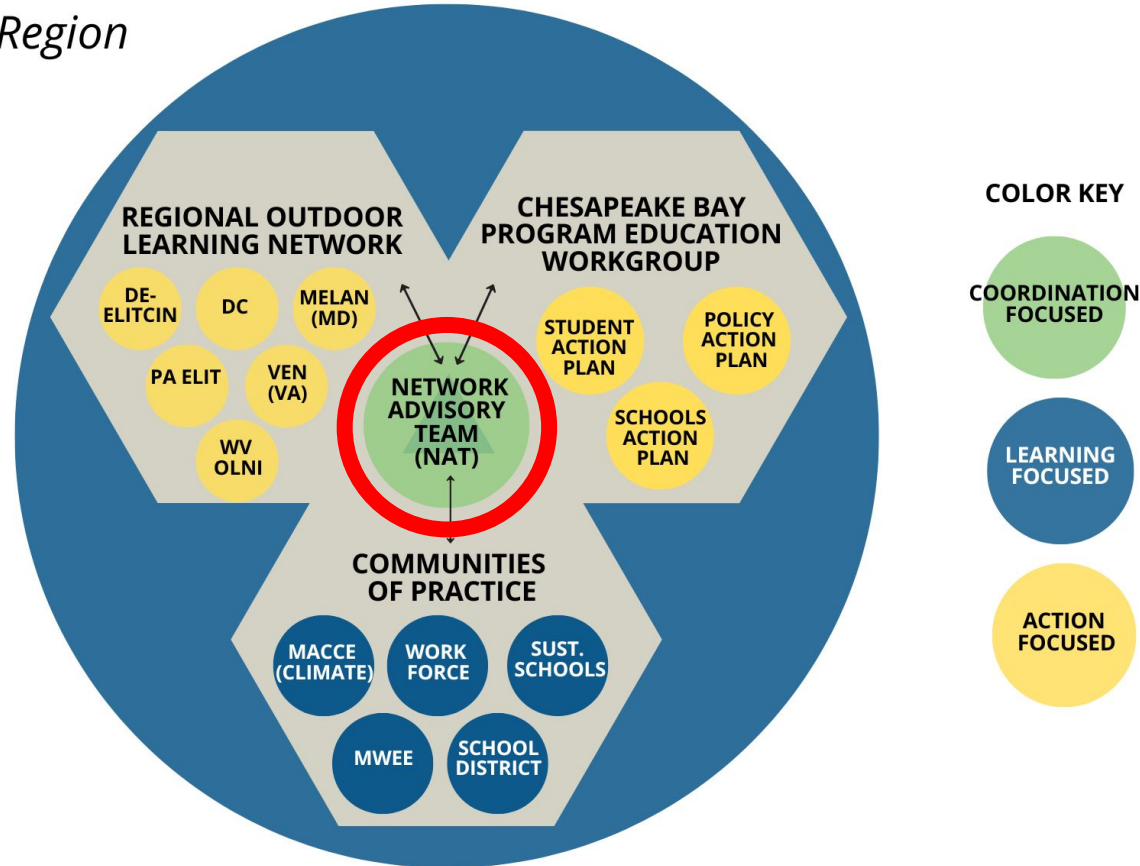 Region
REGIONAL OUTDOOR
LEARNING NETWORK
DE-
ELITCIN
DC
MELAN
(MD)
PA ELIT
VEN
(VA)
WV
OLNI
CHESAPEAKE BAY
PROGRAM EDUCATION
WORKGROUP
STUDENT
ACTION
PLAN
POLICY
ACTION
PLAN
SCHOOLS
ACTION
PLAN
NETWORK
ADVISORY
TEAM
(NAT)
COMMUNITIES
OF PRACTICE
MACCE
(CLIMATE)
WORK
FORCE
SUST.
SCHOOLS
MWEE
SCHOOL
DISTRICT
COLOR KEY
COORDINATION
FOCUSED
LEARNING
FOCUSED
ACTION
FOCUSED